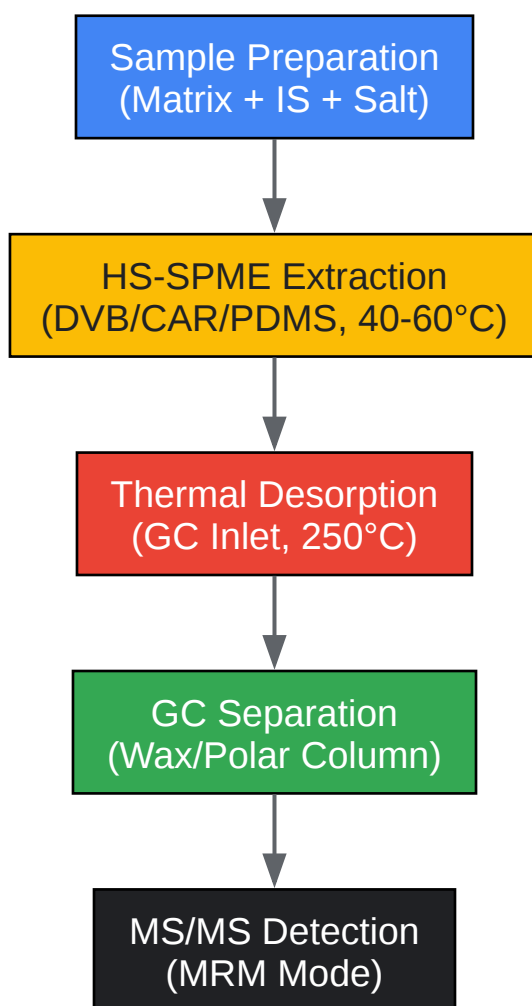 Sample Preparation
(Matrix + IS + Salt)
HS-SPME Extraction
(DVB/CAR/PDMS, 40-60°C)
Thermal Desorption
(GC Inlet, 250°C)
GC Separation
(Wax/Polar Column)
MS/MS Detection
(MRM Mode)